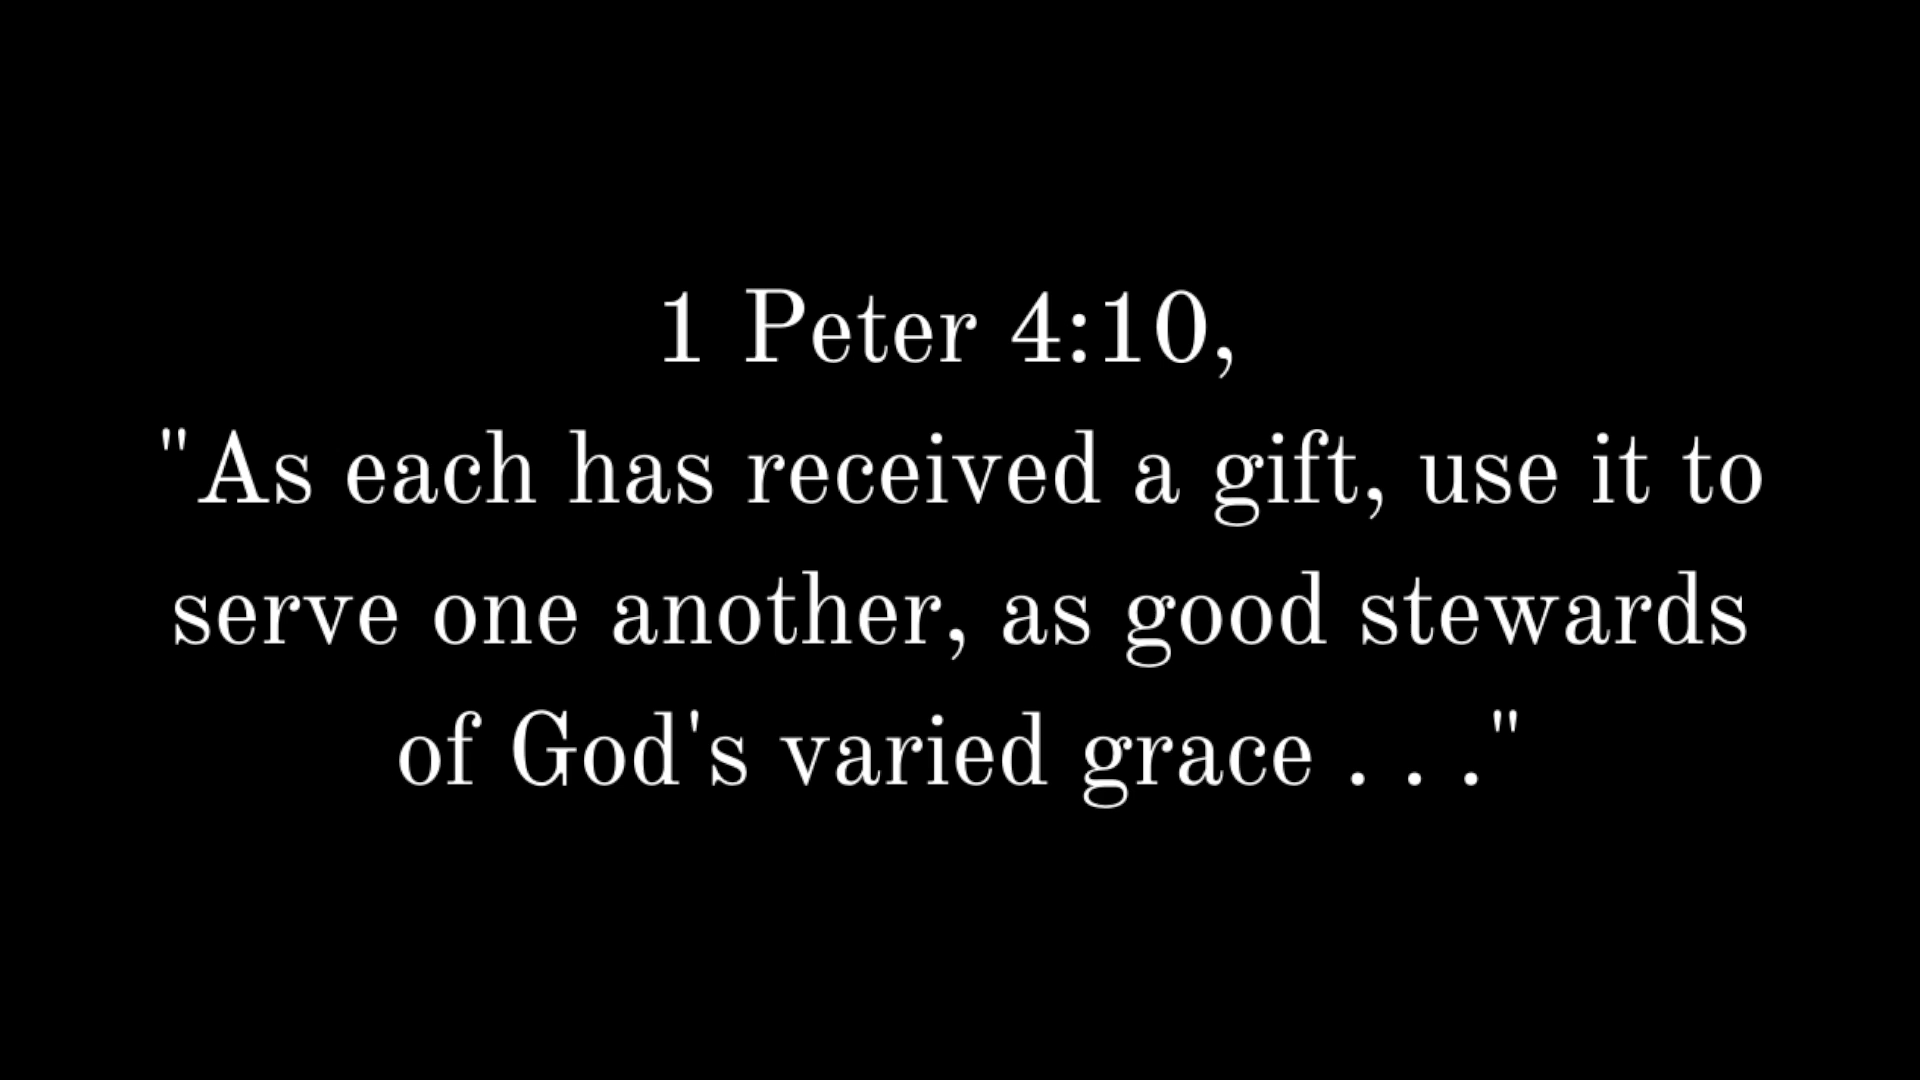 1 Peter 4:10,
"As each has received a gift, use it to
serve one another, as good stewards
of God's varied grace . . ."